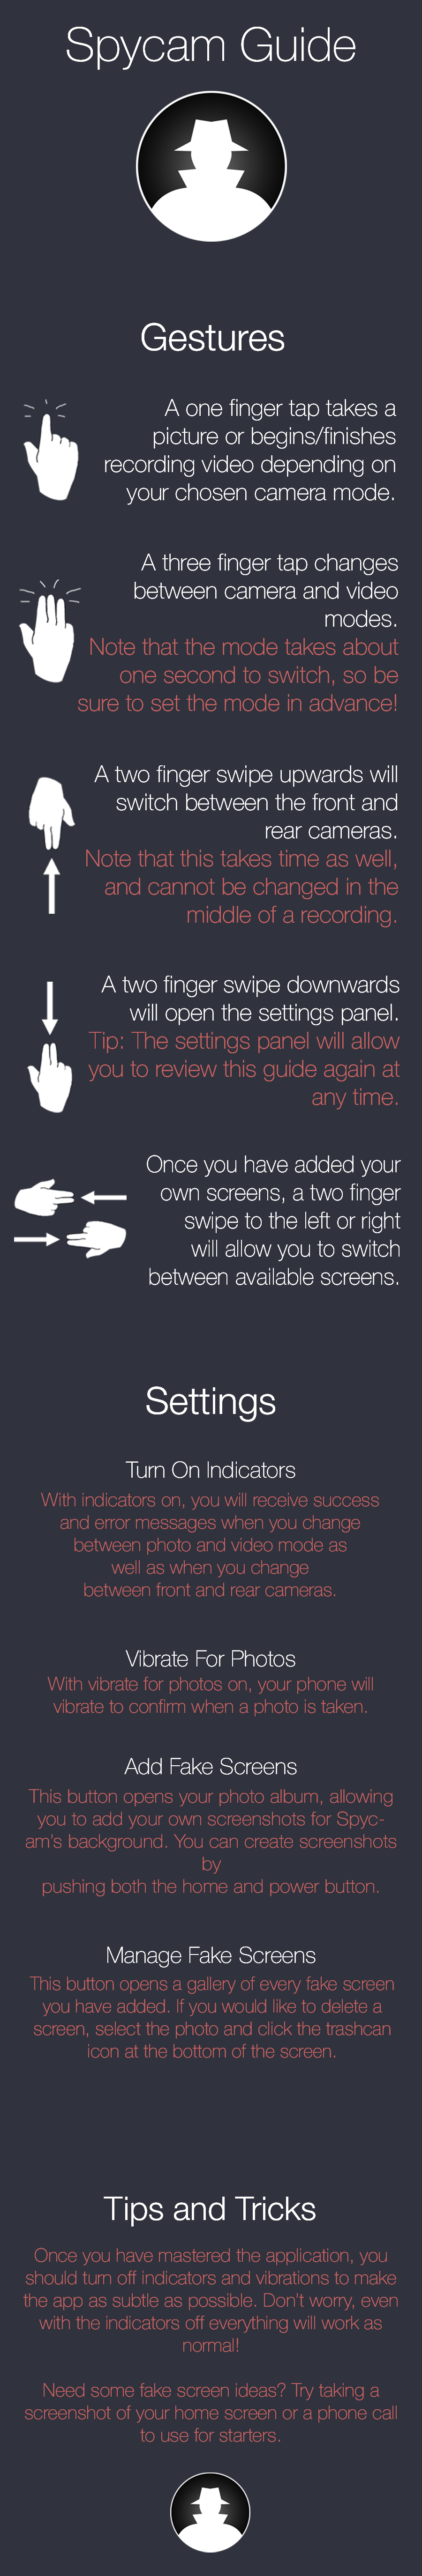 Spycam Guide
Gestures
A one finger tap takes a
picture or begins/finishes
recording video depending on
your chosen camera mode.
A three finger tap changes
between camera and video
modes.
Note that the mode takes about
one second to switch, so be
sure to set the mode in advance!
A two finger swipe upwards will
switch between the front and
rear cameras.
Note that this takes time as well,
and cannot be changed in the
middle of a recording.
A two finger swipe downwards
will open the settings panel.
Tip: The settings panel will allow
you to review this guide again at
any time.
Once you have added your
own screens, a two finger
swipe to the left or right
will allow you to switch
between available screens.
Settings
Turn On Indicators
With indicators on, you will receive success
and error messages when you change
between photo and video mode as
well as when you change
between front and rear cameras.
Vibrate For Photos
With vibrate for photos on, your phone will
vibrate to confirm when a photo is taken.
Add Fake Screens
This button opens your photo album, allowing
you to add your own screenshots for Spyc-
am's background. You can create screenshots
by
pushing both the home and power button.
Manage Fake Screens
This button opens a gallery of every fake screen
you have added. If you would like to delete a
screen, select the photo and click the trashcan
icon at the bottom of the screen.
Tips and Tricks
Once you have mastered the application, you
should turn off indicators and vibrations to make
the app as subtle as possible. Don't worry, even
with the indicators off everything will work as
normal!
Need some fake screen ideas? Try taking a
screenshot of your home screen or a phone call
to use for starters.